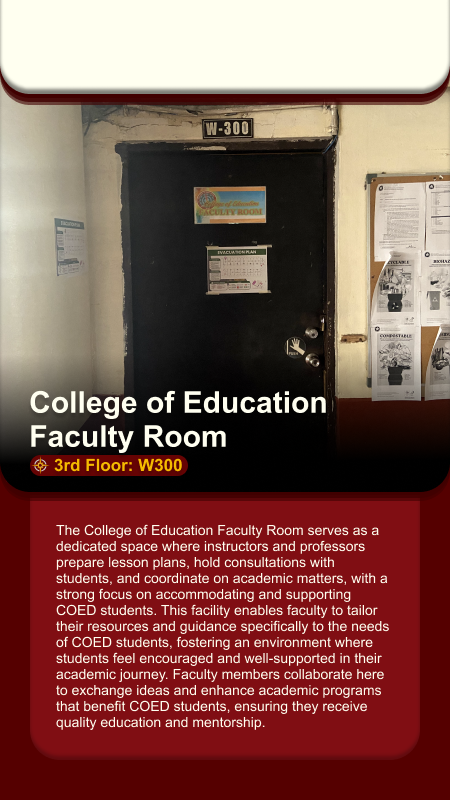 W-300
College of Education
FACULTY ROOM
EVACUATION PLAN
RECYCLABLE
COMPOSTABLE
College of Education
Faculty Room
3rd Floor: W300
The College of Education Faculty Room serves as a
dedicated space where instructors and professors
prepare lesson plans, hold consultations with
students, and coordinate on academic matters, with a
strong focus on accommodating and supporting
COED students. This facility enables faculty to tailor
their resources and guidance specifically to the needs
of COED students, fostering an environment where
students feel encouraged and well-supported in their
academic journey. Faculty members collaborate here
to exchange ideas and enhance academic programs
that benefit COED students, ensuring they receive
quality education and mentorship.